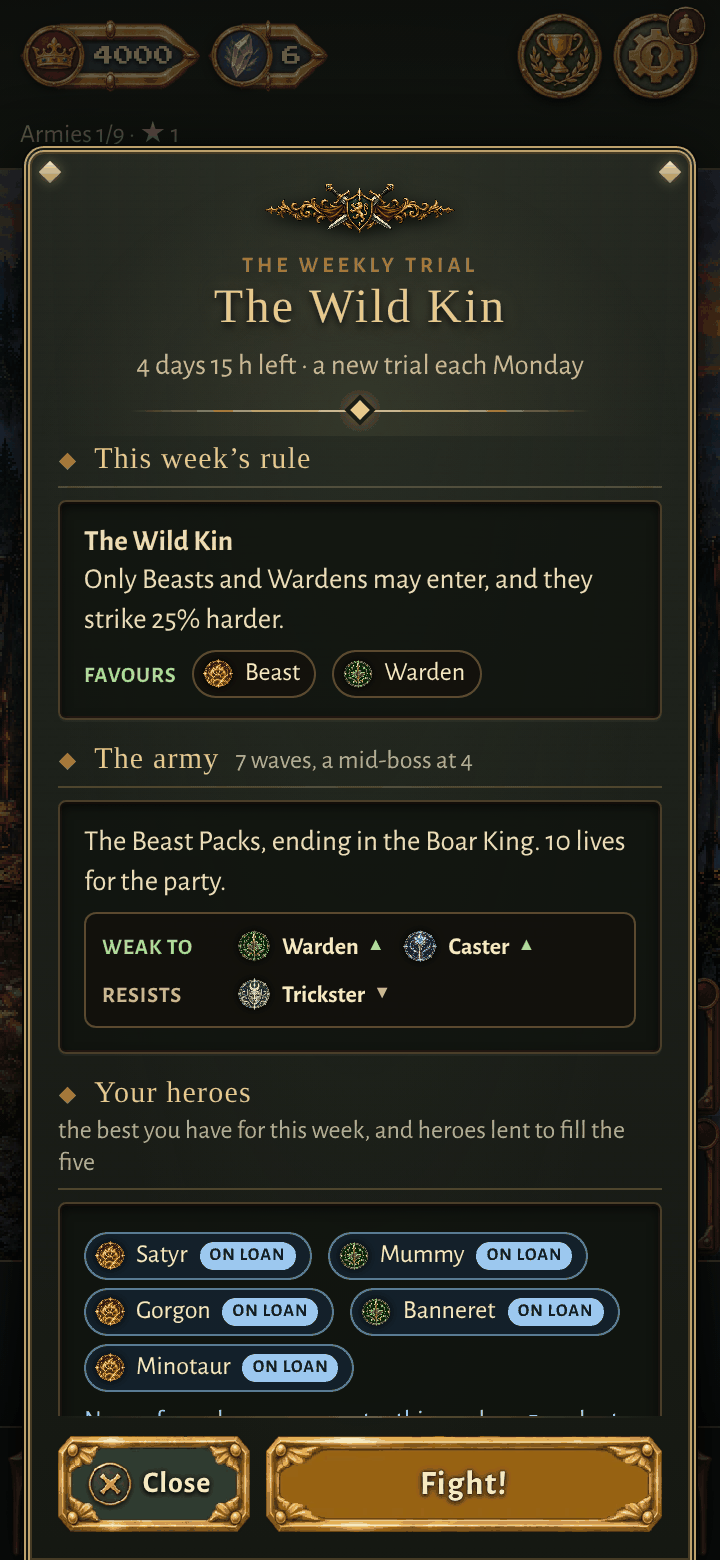 4000
6
Armies 1/9 · ★ 1
THE WEEKLY TRIAL
The Wild Kin
4 days 15 h left · a new trial each Monday
This week’s rule
The Wild Kin
Only Beasts and Wardens may enter, and they
strike 25% harder.
FAVOURS Beast Warden
The army 7 waves, a mid-boss at 4
The Beast Packs, ending in the Boar King. 10 lives
for the party.
WEAK TO Warden ▲ Caster ▲
RESISTS Trickster ▼
Your heroes
the best you have for this week, and heroes lent to fill the
five
Satyr ON LOAN Mummy ON LOAN
Gorgon ON LOAN Banneret ON LOAN
Minotaur ON LOAN
Close Fight!